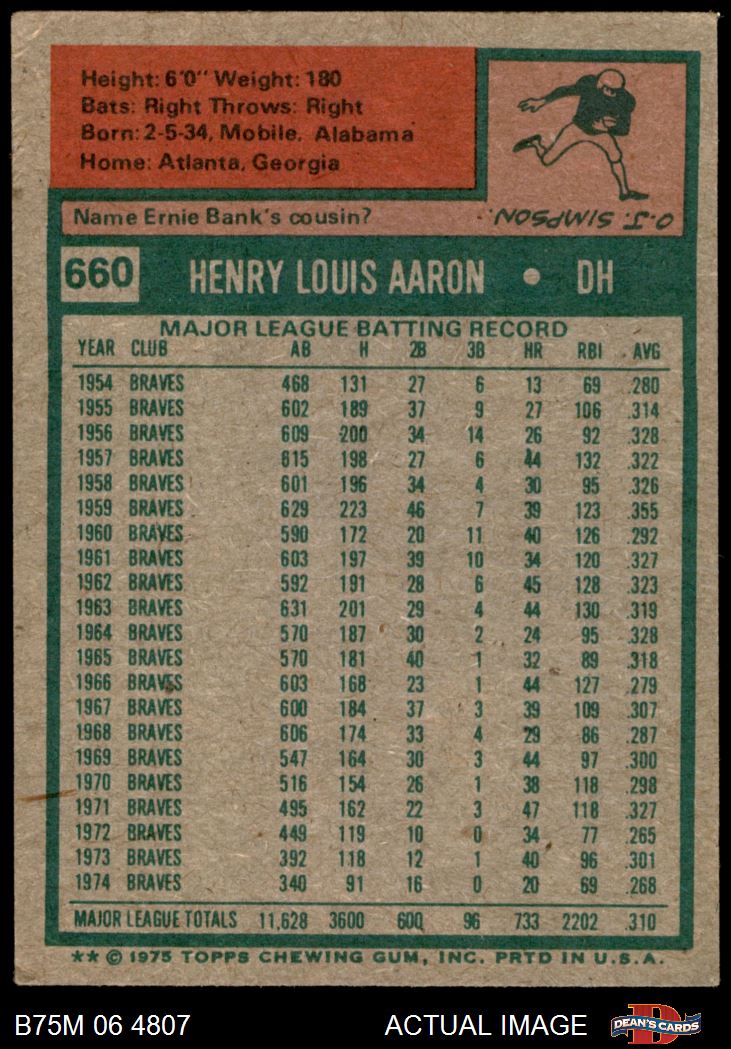 Height: 6'0" Weight: 180
Bats: Right Throws: Right
Born: 2-5-34, Mobile, Alabama
Home: Atlanta, Georgia
Name Ernie Bank's cousin?
O.J. SIMPSON
660 HENRY LOUIS AARON • DH
MAJOR LEAGUE BATTING RECORD
YEAR CLUB AB H 2B 3B HR RBI AVG
1954 BRAVES 468 131 27 6 13 69 .280
1955 BRAVES 602 189 37 9 27 106 .314
1956 BRAVES 609 200 34 14 26 92 .328
1957 BRAVES 615 198 27 6 44 132 .322
1958 BRAVES 601 196 34 4 30 95 .326
1959 BRAVES 629 223 46 7 39 123 .355
1960 BRAVES 590 172 20 11 40 126 .292
1961 BRAVES 603 197 39 10 34 120 .327
1962 BRAVES 592 191 28 6 45 128 .323
1963 BRAVES 631 201 29 4 44 130 .319
1964 BRAVES 570 187 30 2 24 95 .328
1965 BRAVES 570 181 40 1 32 89 .318
1966 BRAVES 603 168 23 1 44 127 .279
1967 BRAVES 600 184 37 3 39 109 .307
1968 BRAVES 606 174 33 4 29 86 .287
1969 BRAVES 547 164 30 3 44 97 .300
1970 BRAVES 516 154 26 1 38 118 .298
1971 BRAVES 495 162 22 3 47 118 .327
1972 BRAVES 449 119 10 0 34 77 .265
1973 BRAVES 392 118 12 1 40 96 .301
1974 BRAVES 340 91 16 0 20 69 .268
MAJOR LEAGUE TOTALS 11,628 3600 600 96 733 2202 .310
** © 1975 TOPPS CHEWING GUM, INC. PRTD IN U.S.A.
B75M 06 4807 ACTUAL IMAGE D DEAN'S CARDS